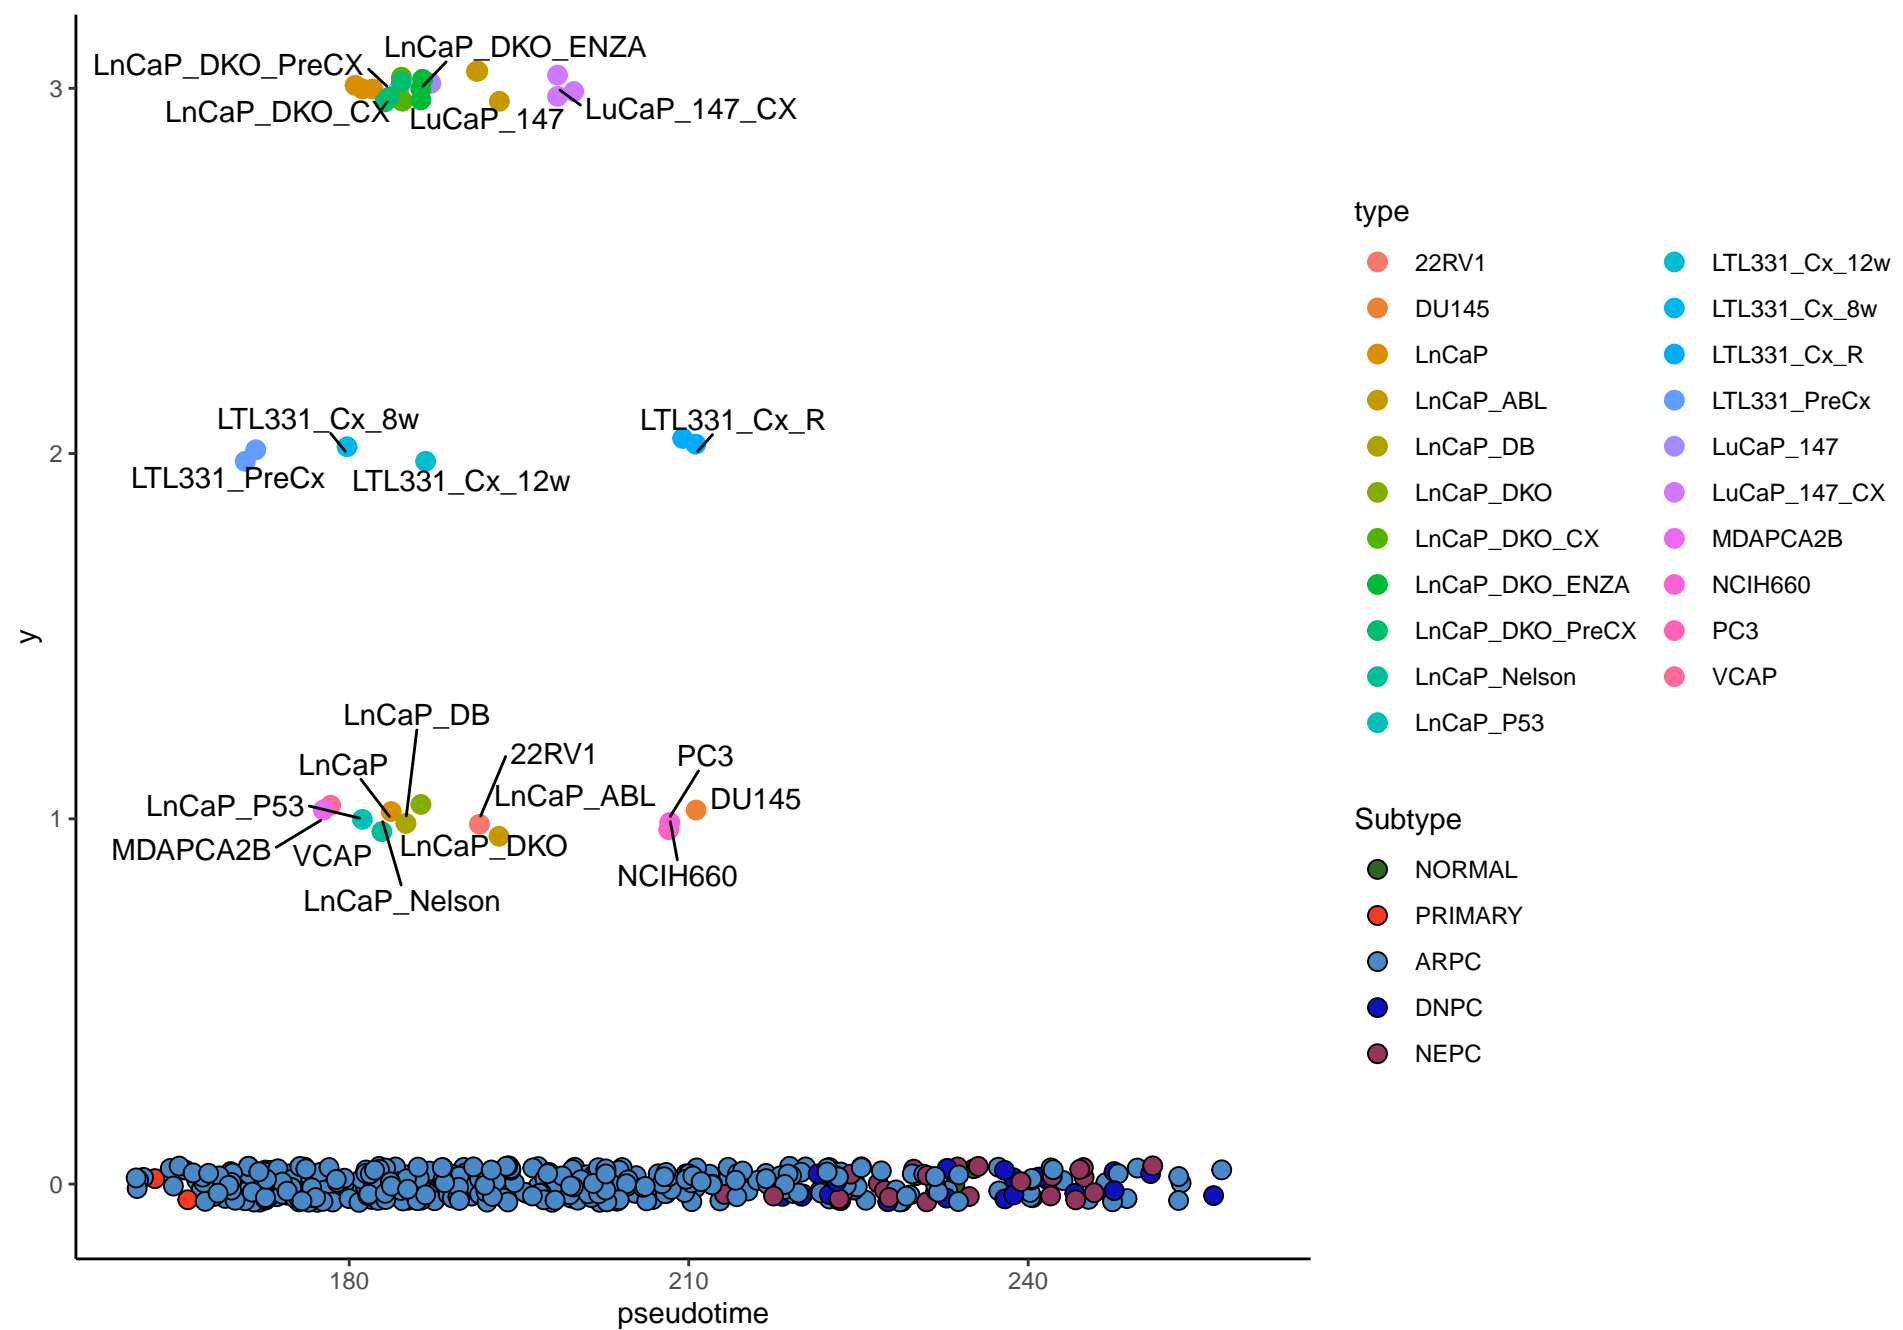 LnCaP_DKO_ENZA
LnCaP_DKO_PreCX
3
LnCaP_DKO_CX
LuCaP_147
LuCaP_147_CX
LTL331_Cx_8w
LTL331_Cx_R
2
LTL331_PreCx
LTL331_Cx_12w
y
LnCaP_DB
22RV1
PC3
LnCaP
LnCaP_ABL
DU145
LnCaP_P53
1
MDAPCA2B
VCAP
LnCaP_DKO
NCIH660
LnCaP_Nelson
0
180
210
240
pseudotime
type
22RV1
DU145
LnCaP
LnCaP_ABL
LnCaP_DB
LnCaP_DKO
LnCaP_DKO_CX
LnCaP_DKO_ENZA
LnCaP_DKO_PreCX
LnCaP_Nelson
LnCaP_P53
LTL331_Cx_12w
LTL331_Cx_8w
LTL331_Cx_R
LTL331_PreCx
LuCaP_147
LuCaP_147_CX
MDAPCA2B
NCIH660
PC3
VCAP
Subtype
NORMAL
PRIMARY
ARPC
DNPC
NEPC